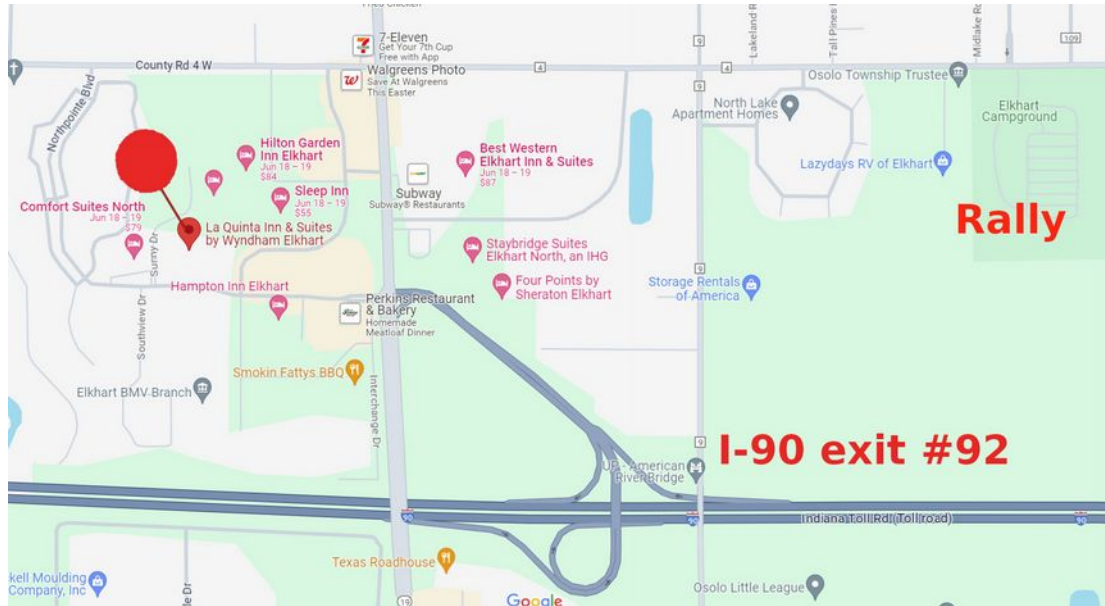 Fried Chicken
7-Eleven
Get Your 7th Cup
Free with App
County Rd 4 W
Walgreens Photo
Save At Walgreens
This Easter
4
9
4
Lakeland R
Tall Pines
Midlake Rd
109
Osolo Township Trustee
Northpointe Blvd
North Lake
Apartment Homes
Elkhart
Campground
Hilton Garden
Inn Elkhart
Jun 18 – 19
$84
Best Western
Elkhart Inn & Suites
Jun 18 – 19
$87
Lazydays RV of Elkhart
Sleep Inn
Jun 18 – 19
$55
Subway
Subway® Restaurants
Comfort Suites North
Jun 18 – 19
$79
La Quinta Inn & Suites
by Wyndham Elkhart
Rally
Sunny Dr
Staybridge Suites
Elkhart North, an IHG
9
Hampton Inn Elkhart
Four Points by
Sheraton Elkhart
Storage Rentals
of America
Southview Dr
Perkins Restaurant
& Bakery
Homemade
Meatloaf Dinner
Smokin Fattys BBQ
Elkhart BMV Branch
Interchange Dr
9
I-90 exit #92
UP - American
River Bridge
90
90
Indiana Toll Rd (Toll road)
90
Texas Roadhouse
kell Moulding
Company, Inc
le Dr
19
Google
Osolo Little League